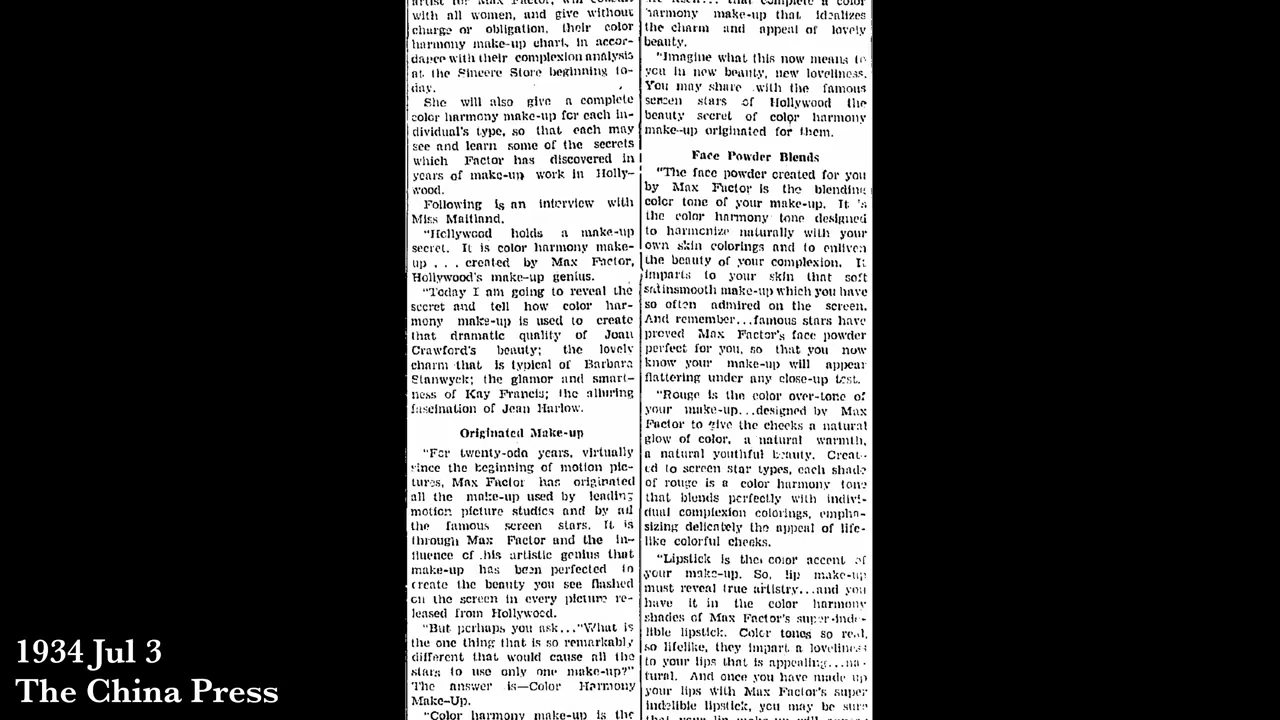 artist for Max Factor, will consult
with all women, and give without
charge or obligation, their color
harmony make-up chart, in accor-
dance with their complexion analysis
at the Sincere Store beginning to-
day.
She will also give a complete
color harmony make-up for each in-
dividual's type, so that each may
see and learn some of the secrets
which Factor has discovered in
years of make-up work in Holly-
wood.
Following is an interview with
Miss Maitland.
"Hollywood holds a make-up
secret. It is color harmony make-
up . . . created by Max Factor,
Hollywood's make-up genius.
"Today I am going to reveal the
secret and tell how color har-
mony make-up is used to create
that dramatic quality of Joan
Crawford's beauty; the lovely
charm that is typical of Barbara
Stanwyck; the glamor and smart-
ness of Kay Francis; the alluring
fascination of Jean Harlow.
Originated Make-up
"For twenty-odd years, virtually
since the beginning of motion pic-
tures, Max Factor has originated
all the make-up used by leading
motion picture studios and by all
the famous screen stars. It is
through Max Factor and the in-
fluence of his artistic genius that
make-up has been perfected to
create the beauty you see flashed
on the screen in every picture re-
leased from Hollywood.
"But perhaps you ask..."What is
the one thing that is so remarkably
different that would cause all the
stars to use only one make-up?"
The answer is—Color Harmony
Make-Up.
"Color harmony make-up is the
that complete a color
harmony make-up that idealizes
the charm and appeal of lovely
beauty.
"Imagine what this now means to
you in new beauty, new loveliness.
You may share with the famous
screen stars of Hollywood the
beauty secret of color harmony
make-up originated for them.
Face Powder Blends
"The face powder created for you
by Max Factor is the blending
color tone of your make-up. It is
the color harmony tone designed
to harmonize naturally with your
own skin colorings and to enliven
the beauty of your complexion. It
imparts to your skin that soft
satinsmooth make-up which you have
so often admired on the screen.
And remember...famous stars have
proved Max Factor's face powder
perfect for you, so that you now
know your make-up will appear
flattering under any close-up test.
"Rouge is the color over-tone of
your make-up...designed by Max
Factor to give the cheeks a natural
glow of color, a natural warmth,
a natural youthful beauty. Creat-
ed to screen star types, each shade
of rouge is a color harmony tone
that blends perfectly with indivi-
dual complexion colorings, empha-
sizing delicately the appeal of life-
like colorful cheeks.
"Lipstick is the color accent of
your make-up. So, lip make-up
must reveal true artistry...and you
have it in the color harmony
shades of Max Factor's super-inde-
lible lipstick. Color tones so real,
so lifelike, they impart a loveliness
to your lips that is appealing...na-
tural. And once you have made up
your lips with Max Factor's super
indelible lipstick, you may be sure
that your lip make-up will appear
1934 Jul 3
The China Press